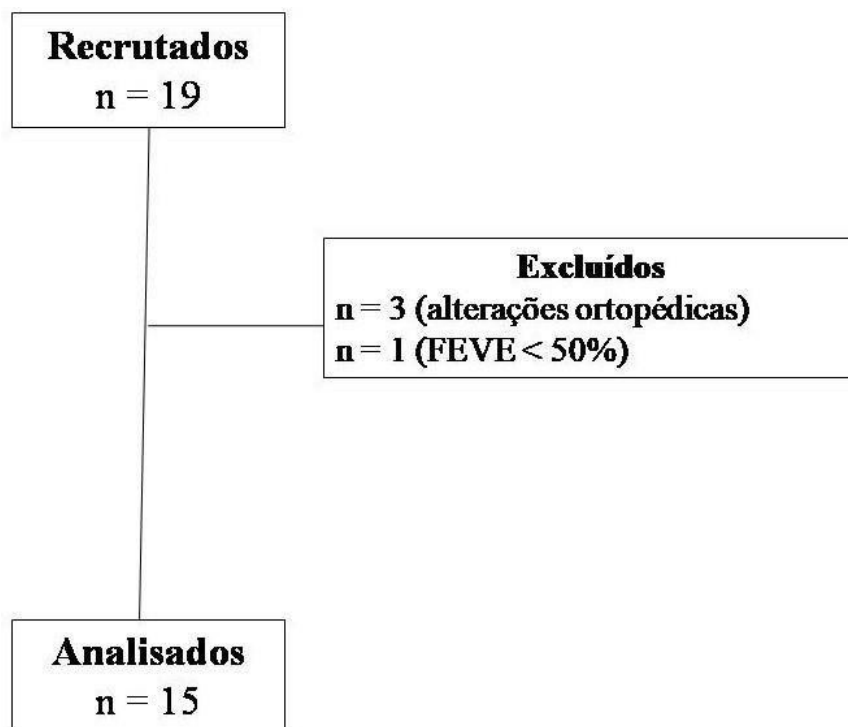 Recrutados
n = 19
Excluídos
n = 3 (alterações ortopédicas)
n = 1 (FEVE < 50%)
Analisados
n = 15